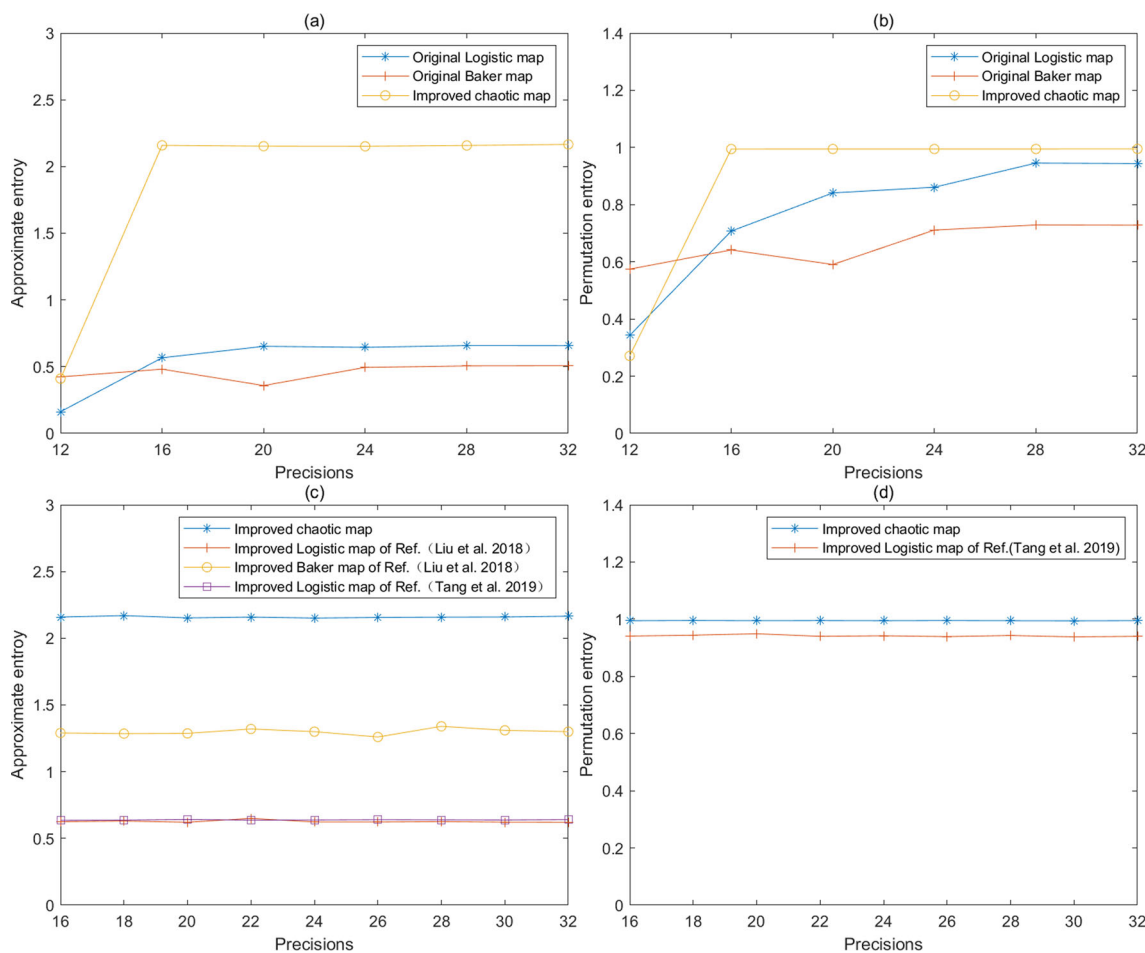 (a)
3
2.5
2
1.5
1
0.5
0
Approximate entroy
Original Logistic map
Original Baker map
Improved chaotic map
12 16 20 24 28 32
Precisions
(b)
1.4
1.2
1
0.8
0.6
0.4
0.2
0
Permutation entroy
Original Logistic map
Original Baker map
Improved chaotic map
12 16 20 24 28 32
Precisions
(c)
3
2.5
2
1.5
1
0.5
0
Approximate entroy
Improved chaotic map
Improved Logistic map of Ref.（Liu et al. 2018）
Improved Baker map of Ref.（Liu et al. 2018）
Improved Logistic map of Ref.（Tang et al. 2019）
16 18 20 22 24 26 28 30 32
Precisions
(d)
1.4
1.2
1
0.8
0.6
0.4
0.2
0
Permutation entroy
Improved chaotic map
Improved Logistic map of Ref.(Tang et al. 2019)
16 18 20 22 24 26 28 30 32
Precisions